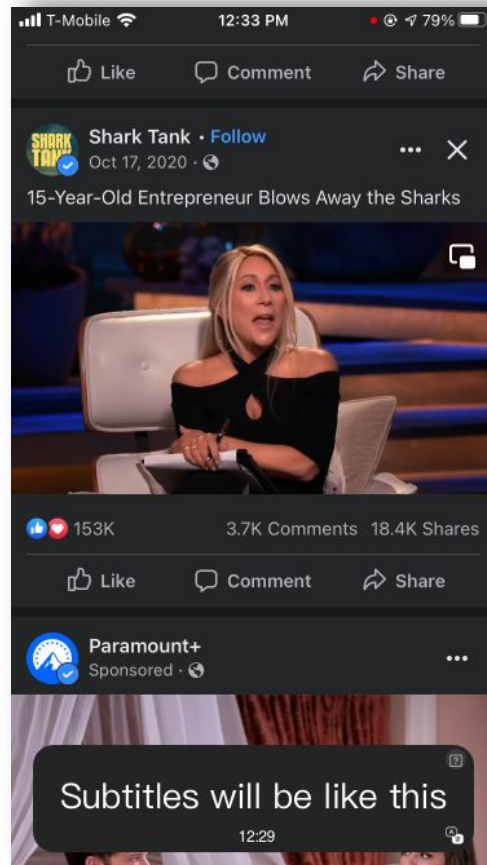 T-Mobile 12:33 PM 79%
Like Comment Share
SHARK TANK
Shark Tank • Follow
Oct 17, 2020 ·
15-Year-Old Entrepreneur Blows Away the Sharks
153K 3.7K Comments 18.4K Shares
Like Comment Share
Paramount+
Sponsored ·
Subtitles will be like this
12:29